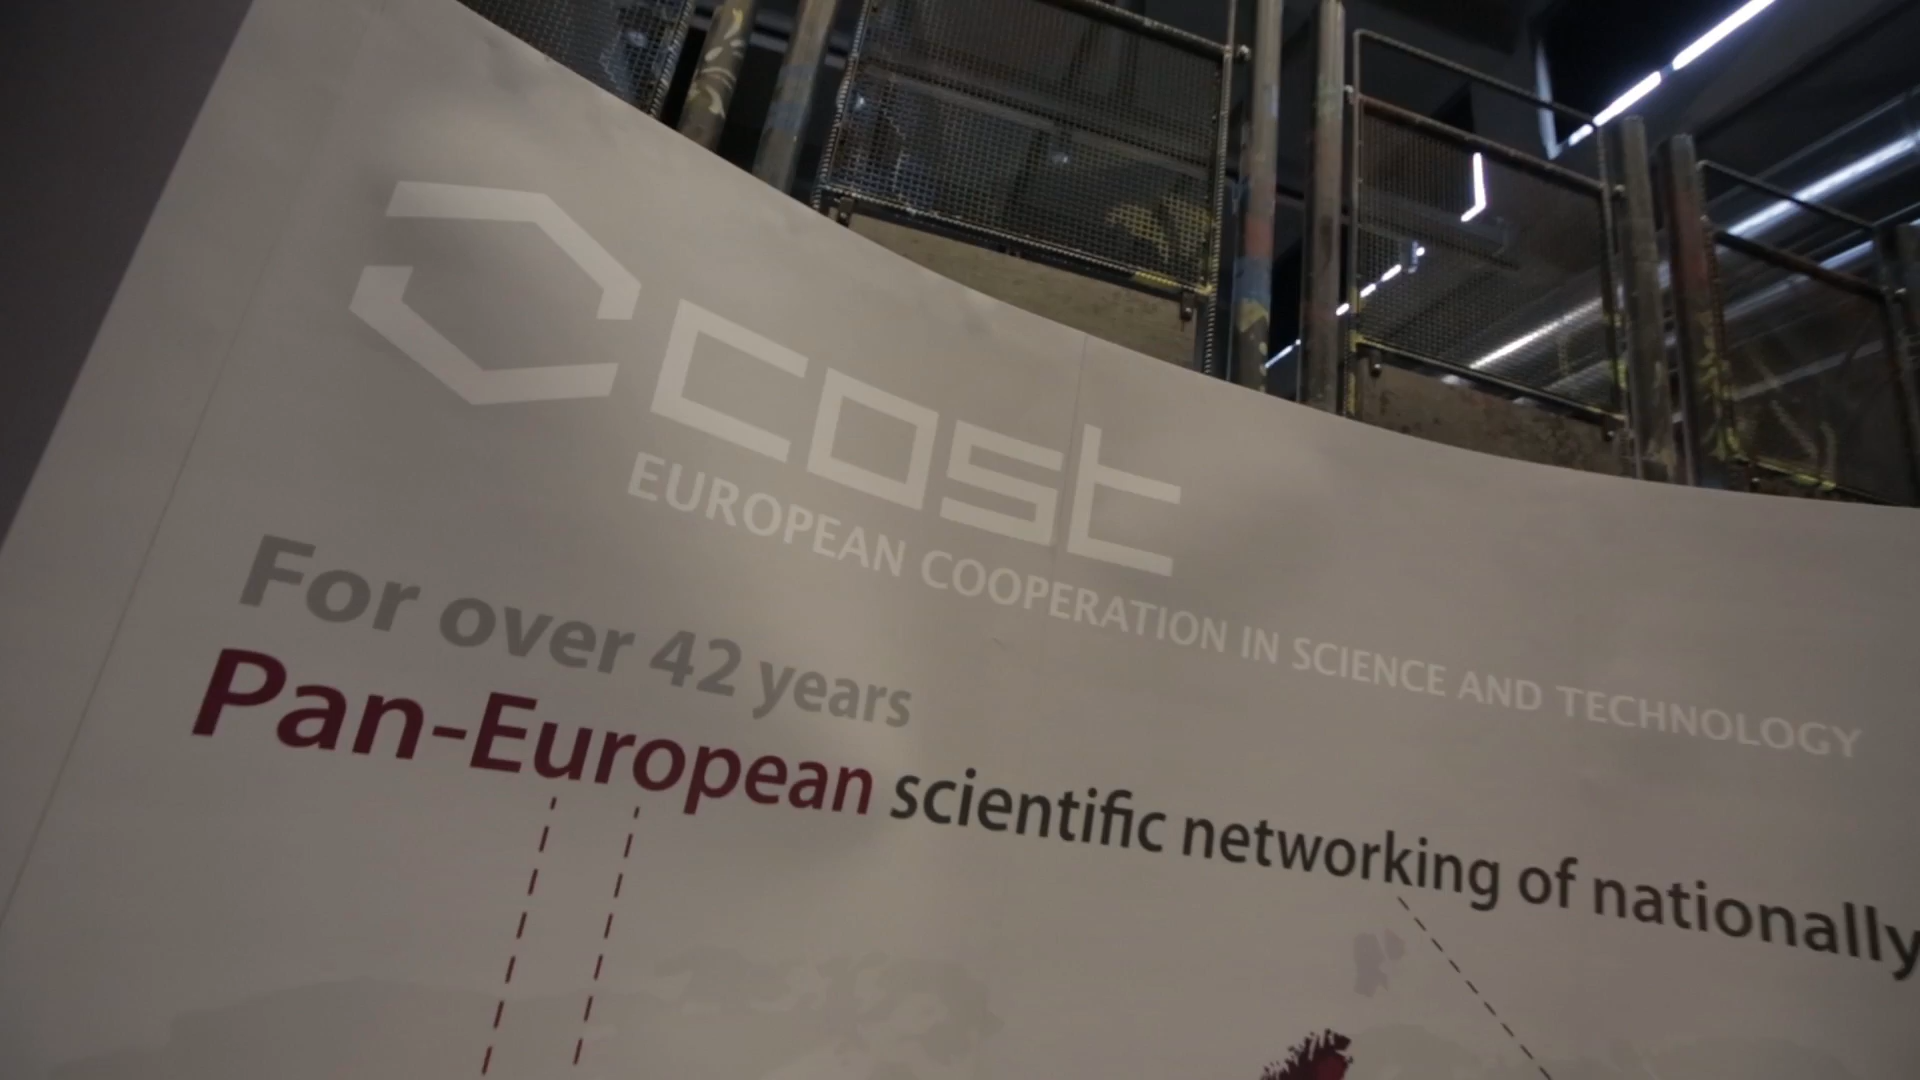 cost
EUROPEAN COOPERATION IN SCIENCE AND TECHNOLOGY
For over 42 years
Pan-European scientific networking of nationally